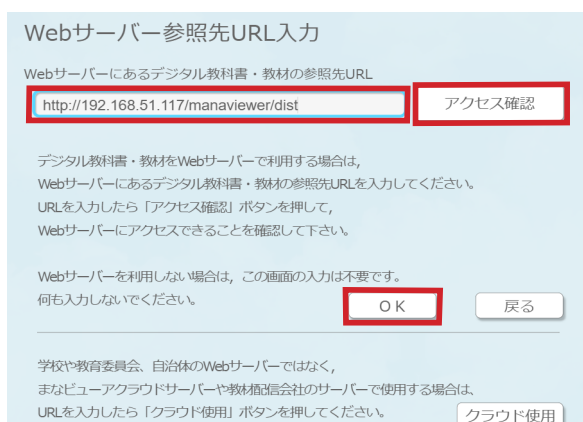 Webサーバー参照先URL入力
Webサーバーにあるデジタル教科書・教材の参照先URL
http://192.168.51.117/manaviewer/dist
アクセス確認
デジタル教科書・教材をWebサーバーで利用する場合は,
Webサーバーにあるデジタル教科書・教材の参照先URLを入力してください。
URLを入力したら「アクセス確認」ボタンを押して,
Webサーバーにアクセスできることを確認して下さい。
Webサーバーを利用しない場合は, この画面の入力は不要です。
何も入力しないでください。
OK
戻る
学校や教育委員会、自治体のWebサーバーではなく,
まなビューアクラウドサーバーや教材配信会社のサーバーで使用する場合は、
URLを入力したら「クラウド使用」ボタンを押してください。
クラウド使用